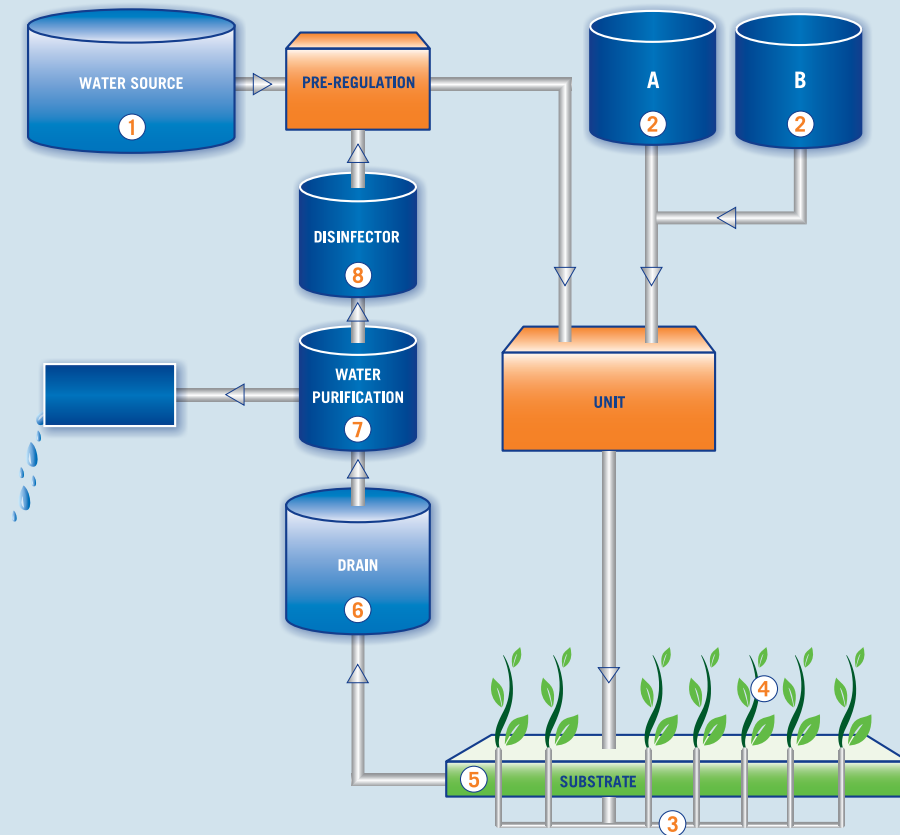 WATER SOURCE
1
PRE-REGULATION
A
2
B
2
DISINFECTOR
8
WATER
PURIFICATION
7
UNIT
DRAIN
6
4
5
SUBSTRATE
3